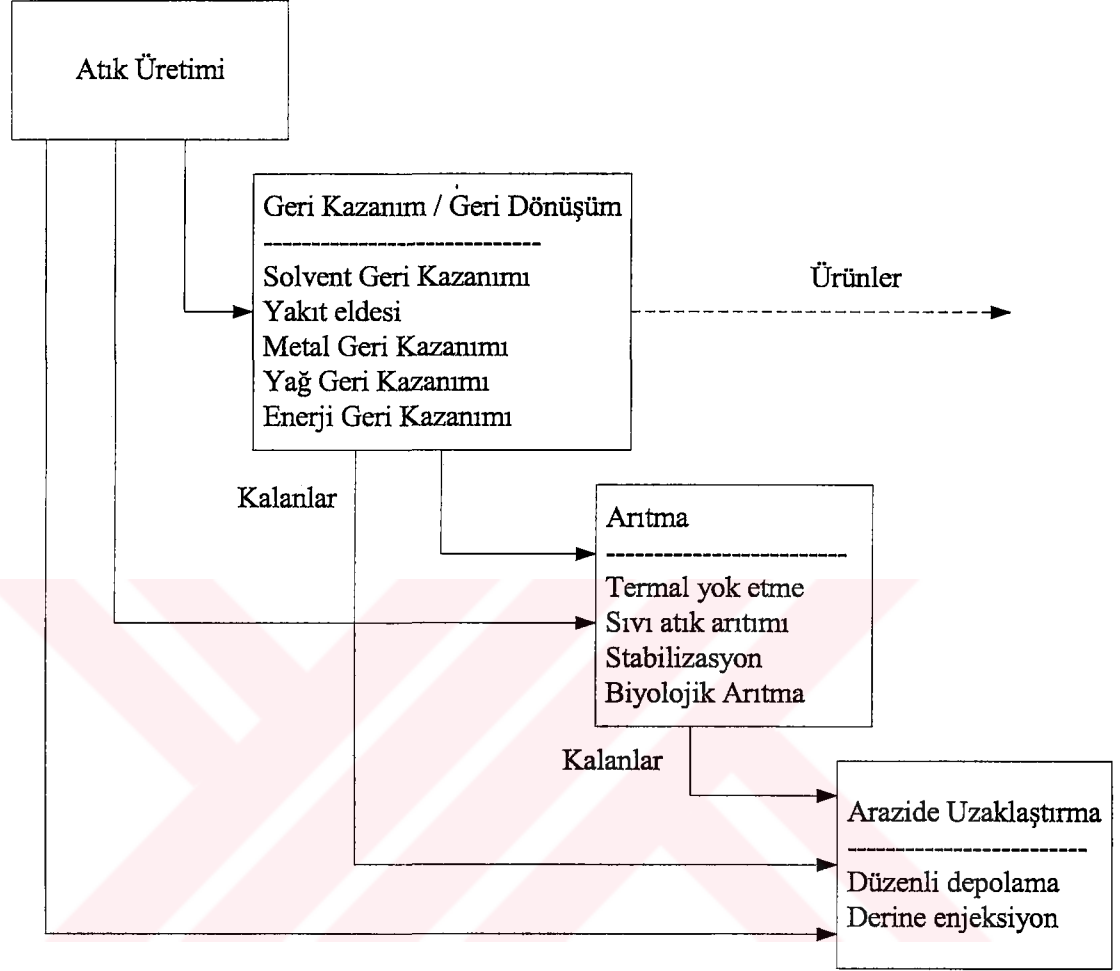 Atık Üretimi
Geri Kazanım / Geri Dönüşüm
-----------------------------
Solvent Geri Kazanımı
Yakıt eldesi
Metal Geri Kazanımı
Yağ Geri Kazanımı
Enerji Geri Kazanımı
Ürünler
Kalanlar
Arıtma
-------------------------
Termal yok etme
Sıvı atık arıtımı
Stabilizasyon
Biyolojik Arıtma
Kalanlar
Arazide Uzaklaştırma
-------------------------
Düzenli depolama
Derine enjeksiyon